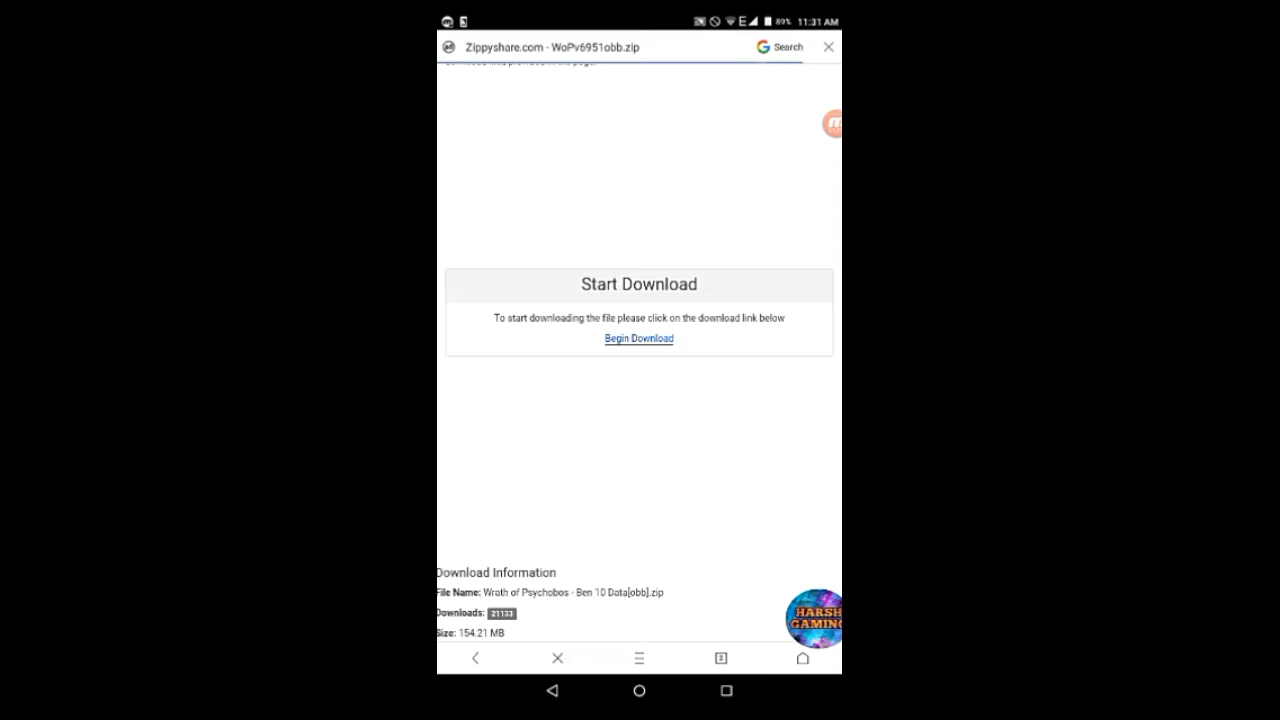 89% 11:31 AM
Zippyshare.com - WoPv6951obb.zip
Search
Start Download
To start downloading the file please click on the download link below
Begin Download
Download Information
File Name: Wrath of Psychobos - Ben 10 Data[obb].zip
Downloads: 21133
Size: 154.21 MB
HARSH
GAMING
2